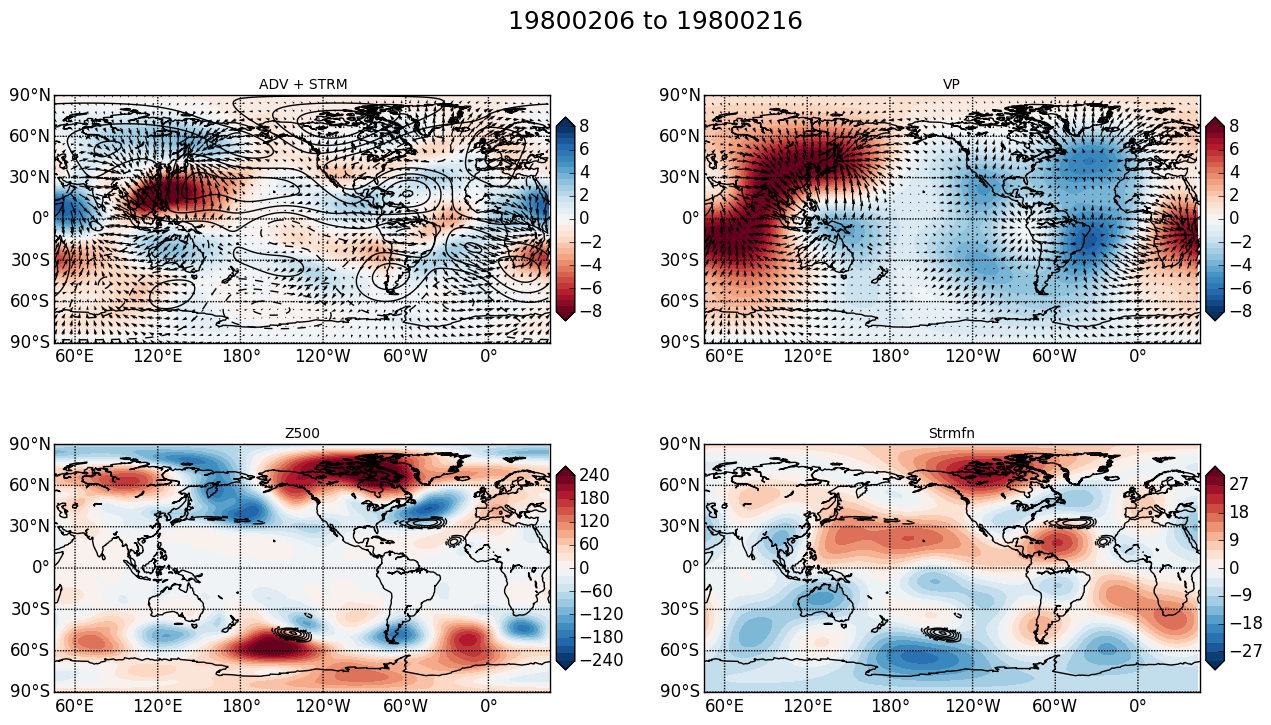 19800206 to 19800216
ADV + STRM
90°N
60°N
30°N
0°
30°S
60°S
90°S
60°E 120°E 180° 120°W 60°W 0°
8
6
4
2
0
−2
−4
−6
−8
VP
90°N
60°N
30°N
0°
30°S
60°S
90°S
60°E 120°E 180° 120°W 60°W 0°
8
6
4
2
0
−2
−4
−6
−8
Z500
90°N
60°N
30°N
0°
30°S
60°S
90°S
60°E 120°E 180° 120°W 60°W 0°
240
180
120
60
0
−60
−120
−180
−240
Strmfn
90°N
60°N
30°N
0°
30°S
60°S
90°S
60°E 120°E 180° 120°W 60°W 0°
27
18
9
0
−9
−18
−27